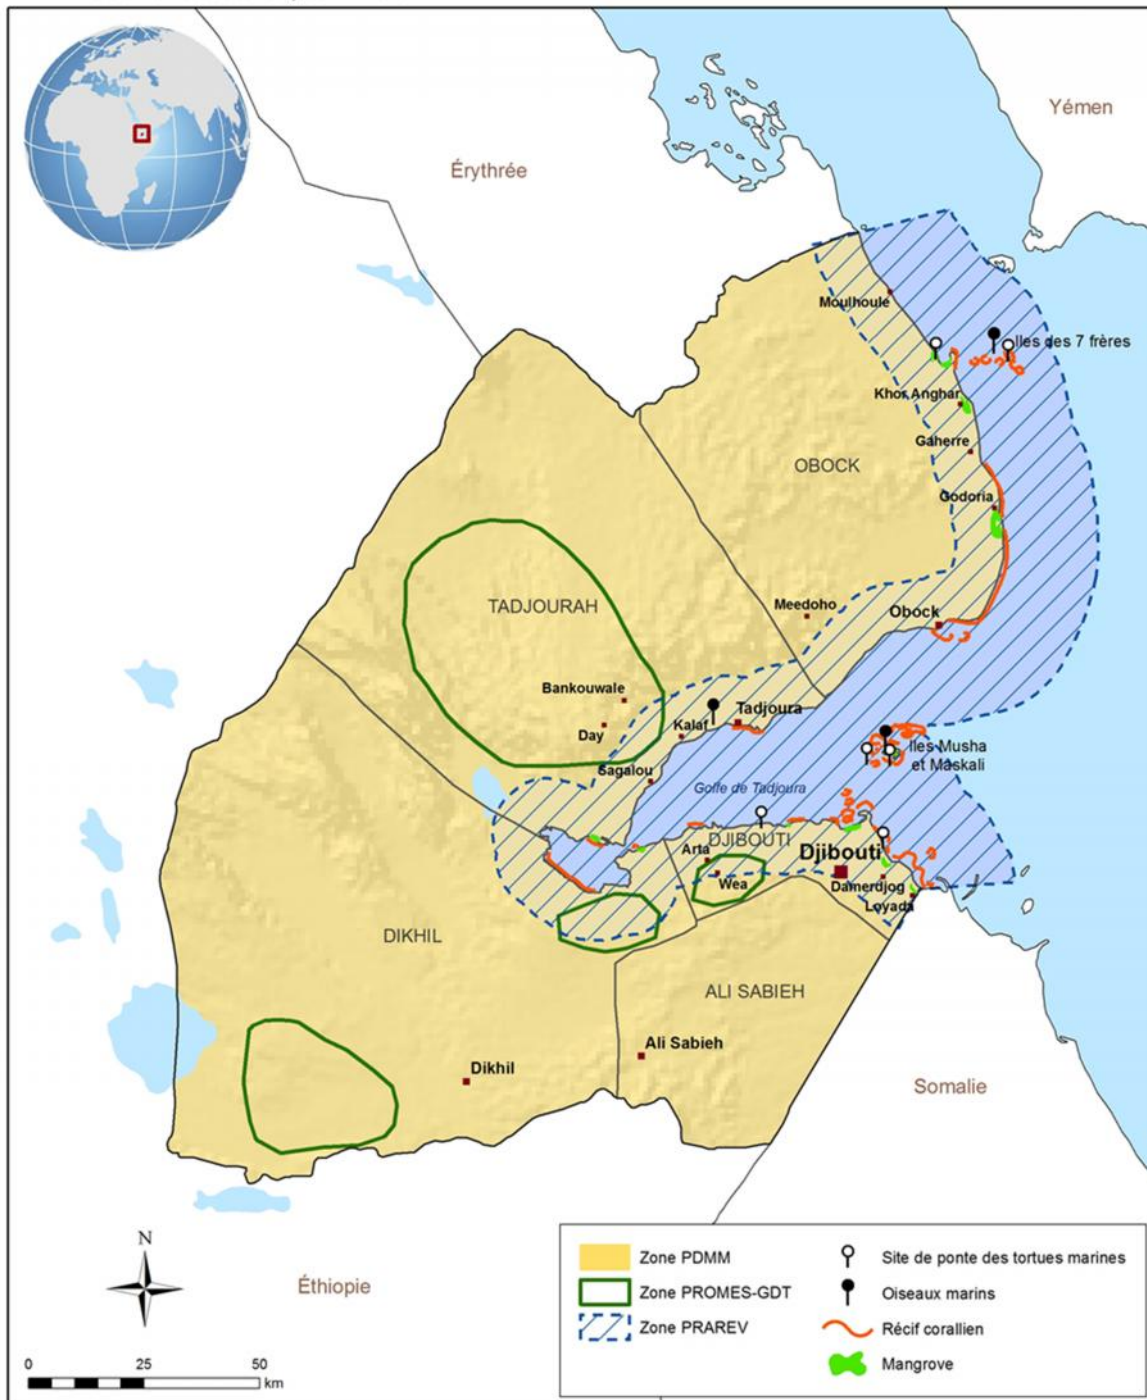 Yémen
Érythrée
Moulhoule
Iles des 7 frères
Khor Anghar
Gaherre
OBOCK
Godoria
TADJOURAH
Meedoho
Obock
Bankouwale
Tadjoura
Day
Kalaf
Iles Musha
et Maskali
Sagalou
Golfe de Tadjoura
DJIBOUTI
Arta
Djibouti
Wea
Damerdjog
Loyada
DIKHIL
ALI SABIEH
Ali Sabieh
Dikhil
Somalie
N
Éthiopie
0 25 50
km
Zone PDMM
Zone PROMES-GDT
Zone PRAREV
Site de ponte des tortues marines
Oiseaux marins
Récif corallien
Mangrove